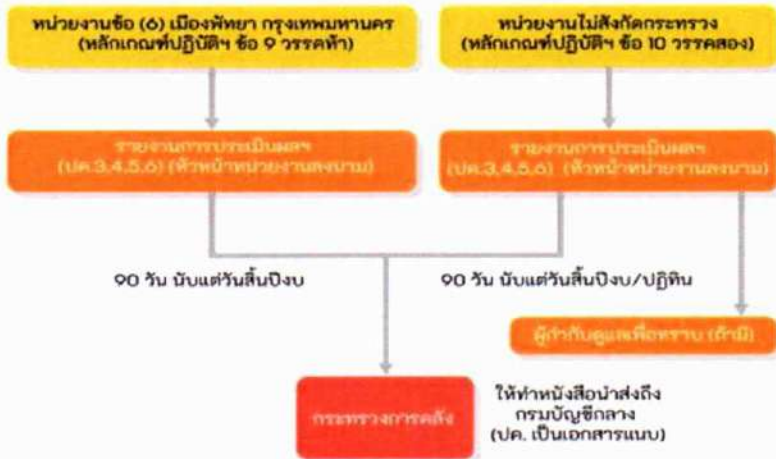 หน่วยงานข้อ (6) เมืองพัทยา กรุงเทพมหานคร
(หลักเกณฑ์ปฏิบัติฯ ข้อ 9 วรรคห้า)
หน่วยงานไม่สังกัดกระทรวง
(หลักเกณฑ์ปฏิบัติฯ ข้อ 10 วรรคสอง)
รายงานการประเมินผลฯ
(ปค.3,4,5,6) (หัวหน้าหน่วยงานลงนาม)
รายงานการประเมินผลฯ
(ปค.3,4,5,6) (หัวหน้าหน่วยงานลงนาม)
90 วัน นับแต่วันสิ้นปีงบ
90 วัน นับแต่วันสิ้นปีงบ/ปฏิทิน
ผู้กำกับดูแลเพื่อทราบ (ถ้ามี)
กระทรวงการคลัง
ให้ทำหนังสือนำส่งถึง
กรมบัญชีกลาง
(ปค. เป็นเอกสารแนบ)